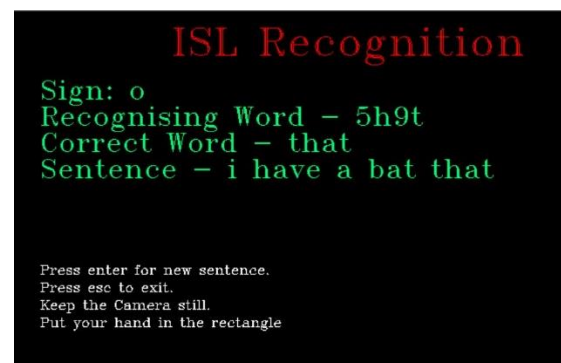 ISL Recognition
Sign: o
Recognising Word – 5h9t
Correct Word – that
Sentence – i have a bat that
Press enter for new sentence.
Press esc to exit.
Keep the Camera still.
Put your hand in the rectangle